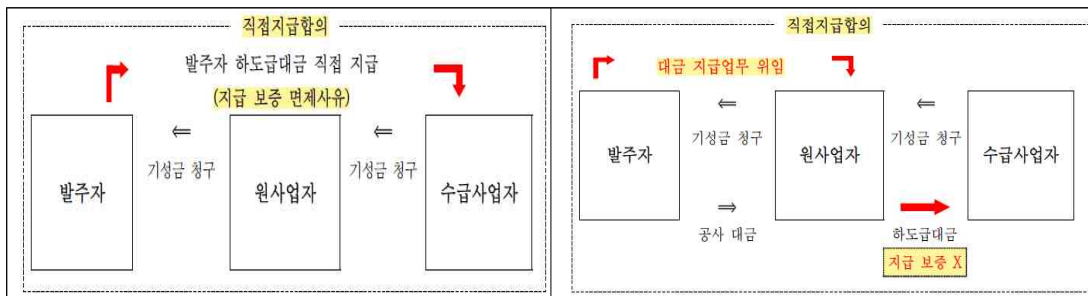 직접지급합의
발주자 하도급대금 직접 지급
(지급 보증 면제사유)
발주자
⇐
기성금 청구
원사업자
⇐
기성금 청구
수급사업자
직접지급합의
대금 지급업무 위임
발주자
⇐
기성금 청구
⇒
공사 대금
원사업자
⇐
기성금 청구
하도급대금
지급 보증 X
수급사업자